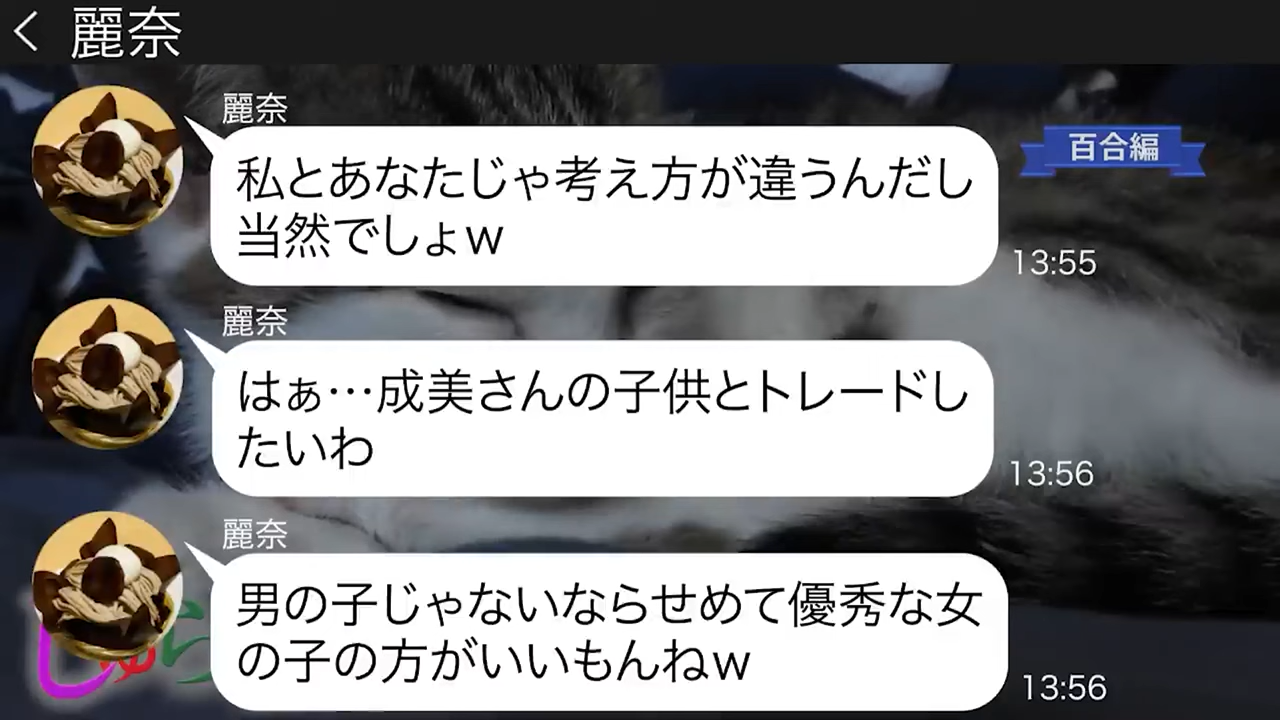 麗奈
麗奈
百合編
私とあなたじゃ考え方が違うんだし
当然でしょw
13:55
麗奈
はぁ…成美さんの子供とトレードし
たいわ
13:56
麗奈
男の子じゃないならせめて優秀な女
の子の方がいいもんねw
13:56
しゅら